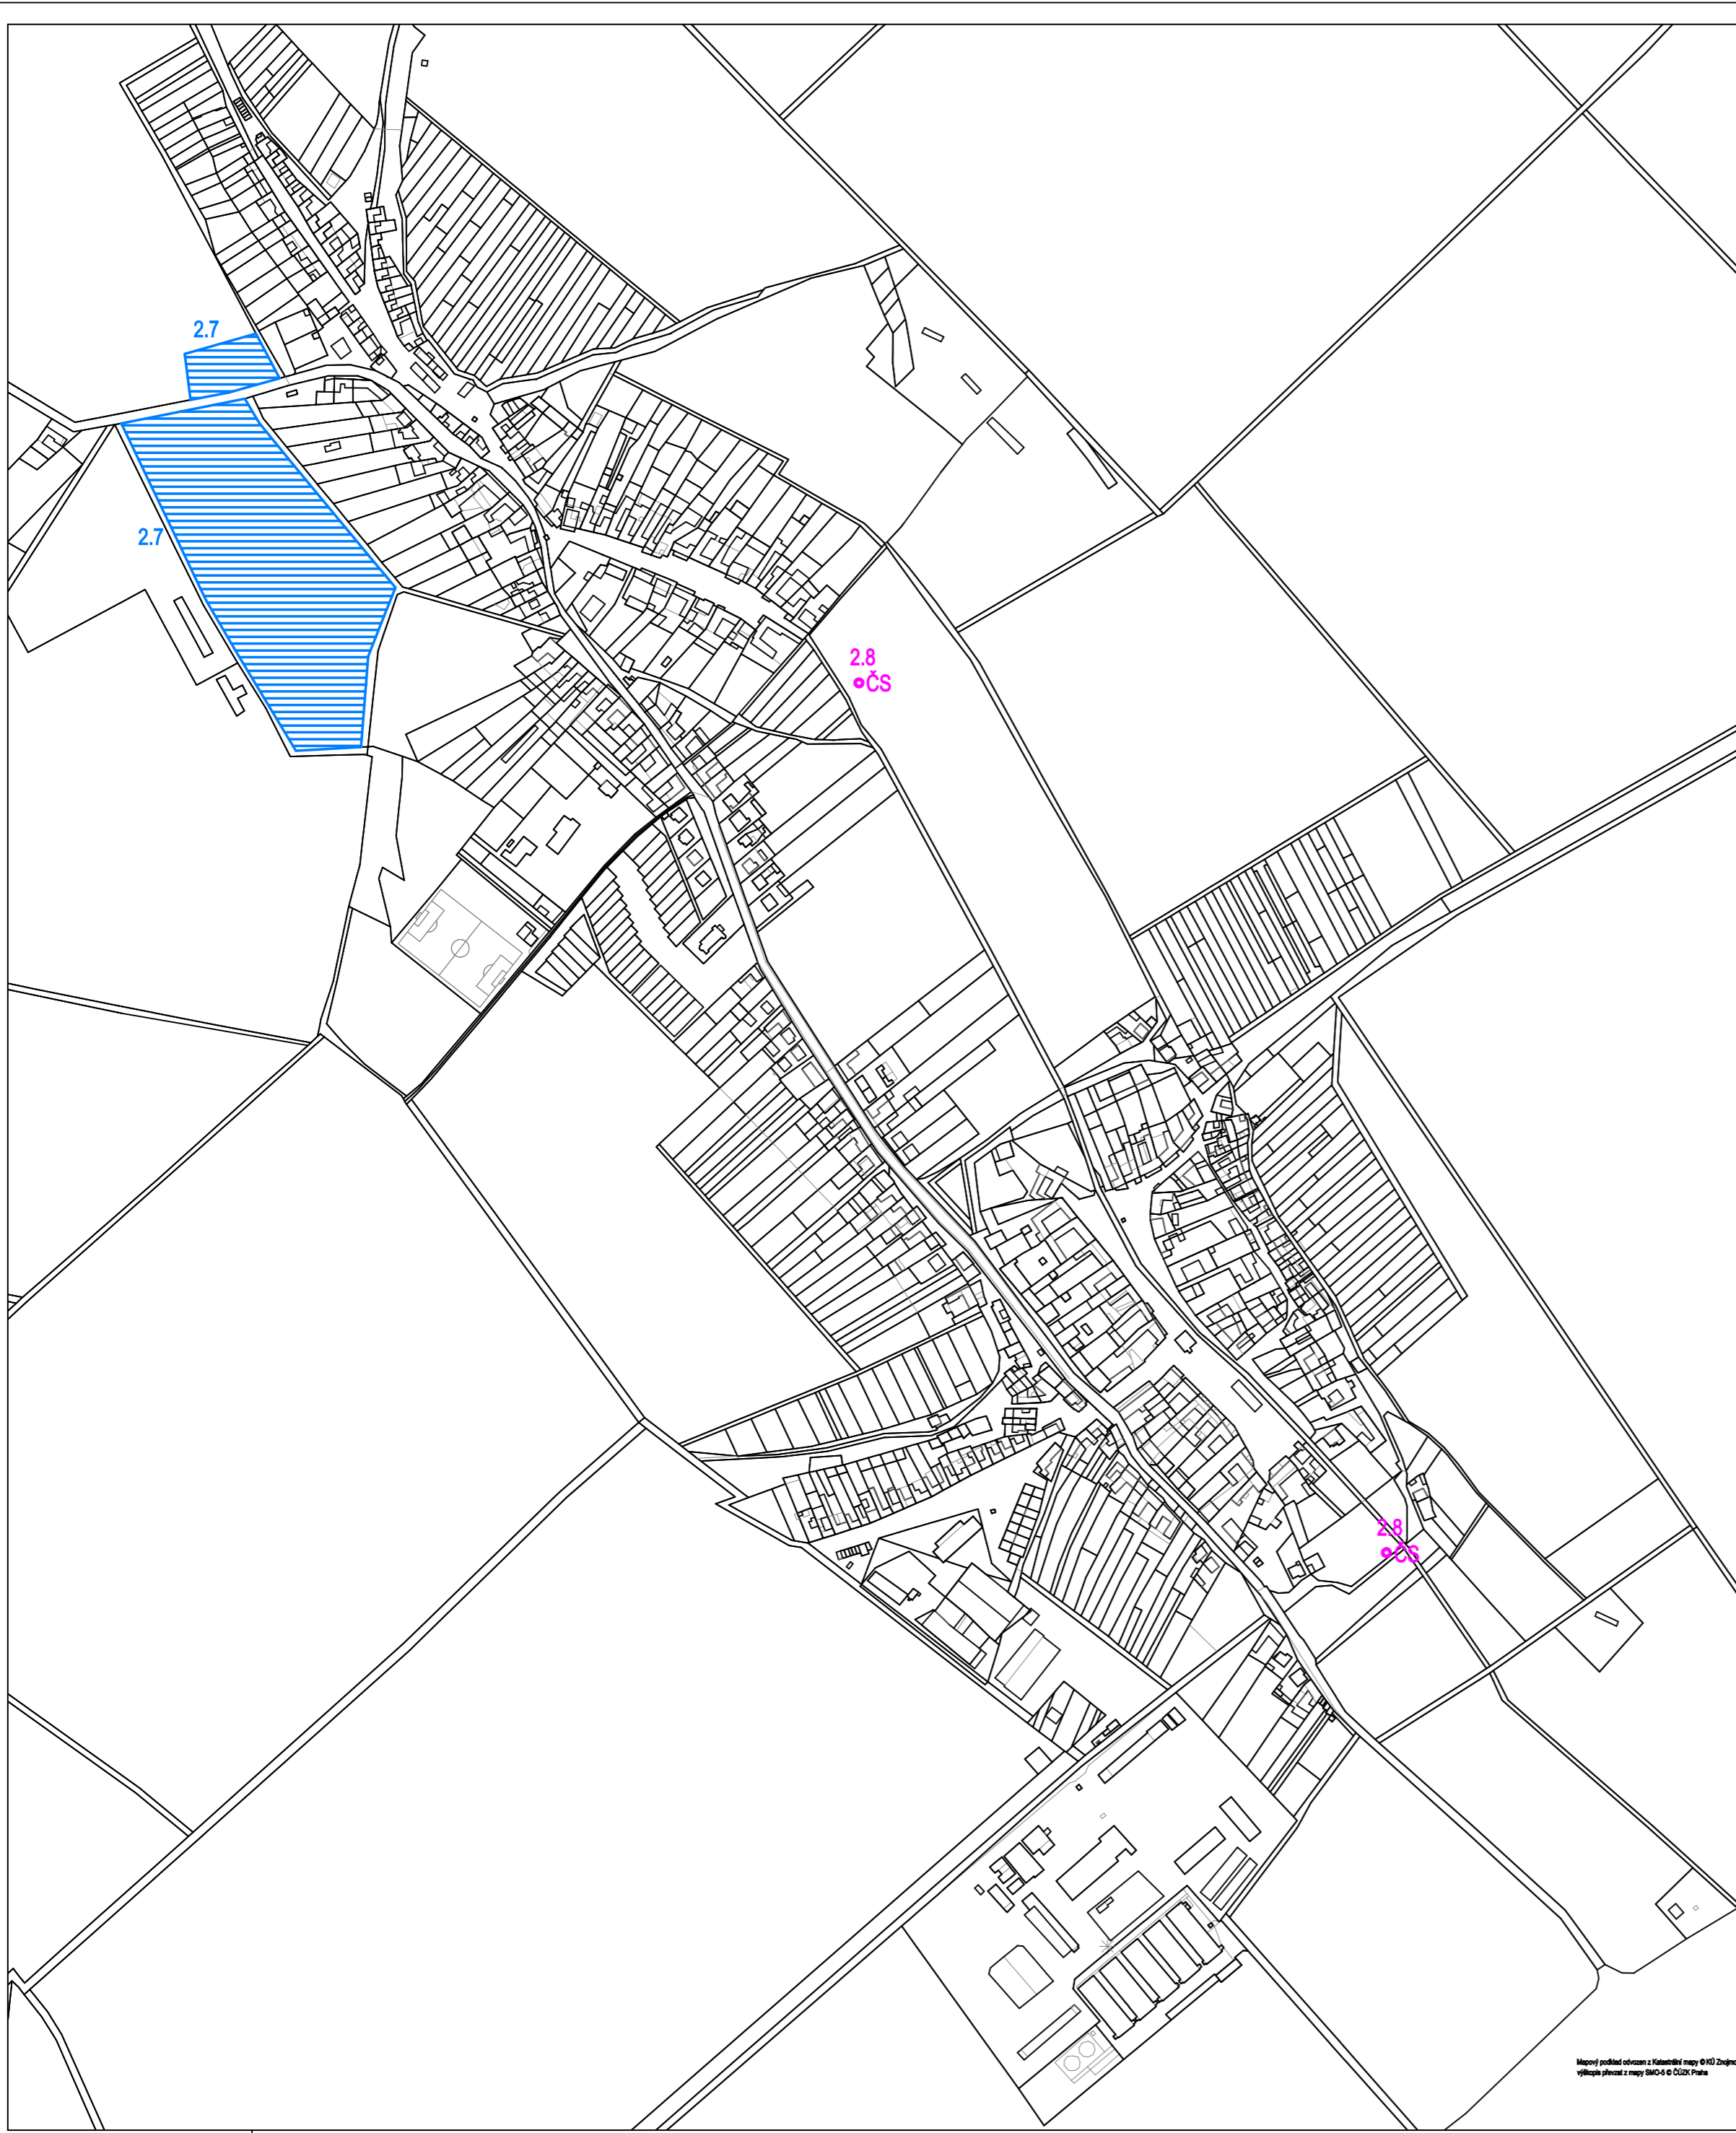 2.7
2.7
2.8
ČS
2.8
ČS
Mapový podklad odvozen z Katastrální mapy © KÚ Znojmo
výškopis převzat z mapy SMO-5 © ČÚZK Praha